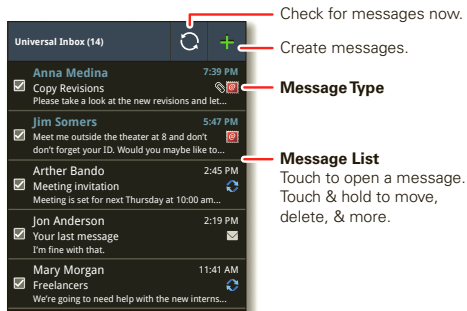 Check for messages now.
Universal Inbox (14)
Create messages.
Anna Medina 7:39 PM
Copy Revisions
Please take a look at the new revisions and let...
Message Type
Jim Somers 5:47 PM
Meet me outside the theater at 8 and don't
don't forget your ID. Would you maybe like to...
Message List
Touch to open a message.
Touch & hold to move,
delete, & more.
Arther Bando 2:45 PM
Meeting invitation
Meeting is set for next Thursday at 10:00 am...
Jon Anderson 2:19 PM
Your last message
I'm fine with that.
Mary Morgan 11:41 AM
Freelancers
We're going to need help with the new interns...